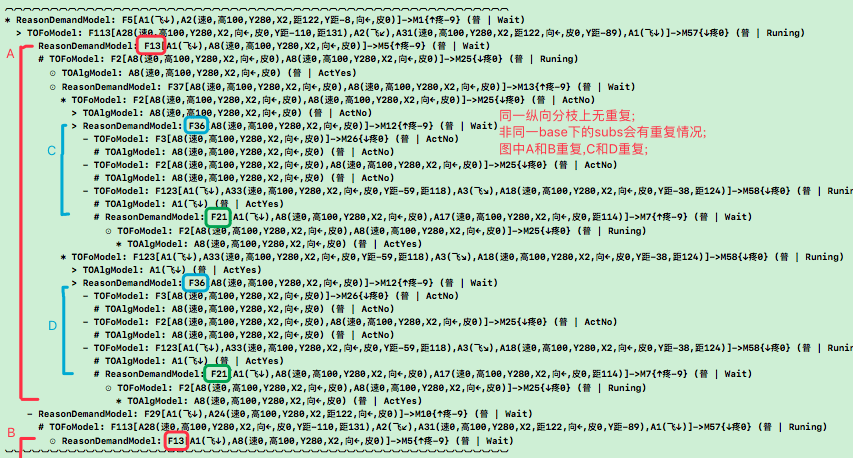 * ReasonDemandModel: F5[A1(飞↓),A2(速0,高100,Y280,X2,距122,Y距-8,向←,皮0)]->M1{↑疼-9} (普 | Wait)
> TOFoModel: F113[A28(速0,高100,Y280,X2,向←,皮0,Y距-110,距131),A2(飞↙),A31(速0,高100,Y280,X2,距122,向←,皮0,Y距-89),A1(飞↓)]->M57{↓疼0} (普 | Runing)
A
ReasonDemandModel: F13[A1(飞↓),A8(速0,高100,Y280,X2,向←,皮0)]->M5{↑疼-9} (普 | Wait)
# TOFoModel: F2[A8(速0,高100,Y280,X2,向←,皮0),A8(速0,高100,Y280,X2,向←,皮0)]->M25{↓疼0} (普 | Runing)
⊙ TOAlgModel: A8(速0,高100,Y280,X2,向←,皮0) (普 | ActYes)
⊙ ReasonDemandModel: F37[A8(速0,高100,Y280,X2,向←,皮0),A8(速0,高100,Y280,X2,向←,皮0)]->M13{↑疼-9} (普 | Wait)
* TOFoModel: F2[A8(速0,高100,Y280,X2,向←,皮0),A8(速0,高100,Y280,X2,向←,皮0)]->M25{↓疼0} (普 | ActNo)
> TOAlgModel: A8(速0,高100,Y280,X2,向←,皮0) (普 | ActNo)
同一纵向分枝上无重复;
> ReasonDemandModel: F36[A8(速0,高100,Y280,X2,向←,皮0)]->M12{↑疼-9} (普 | Wait)
非同一base下的subs会有重复情况;
- TOFoModel: F3[A8(速0,高100,Y280,X2,向←,皮0)]->M26{↓疼0} (普 | ActNo)
图中A和B重复,C和D重复;
C
# TOAlgModel: A8(速0,高100,Y280,X2,向←,皮0) (普 | ActNo)
- TOFoModel: F2[A8(速0,高100,Y280,X2,向←,皮0),A8(速0,高100,Y280,X2,向←,皮0)]->M25{↓疼0} (普 | ActNo)
# TOAlgModel: A8(速0,高100,Y280,X2,向←,皮0) (普 | ActNo)
- TOFoModel: F123[A1(飞↓),A33(速0,高100,Y280,X2,向←,皮0,Y距-59,距118),A3(飞↘),A18(速0,高100,Y280,X2,向←,皮0,Y距-38,距124)]->M58{↓疼0} (普 | Runing
# TOAlgModel: A1(飞↓) (普 | ActYes)
# ReasonDemandModel: F21[A1(飞↓),A8(速0,高100,Y280,X2,向←,皮0),A17(速0,高100,Y280,X2,向←,皮0,距114)]->M7{↑疼-9} (普 | Wait)
⊙ TOFoModel: F2[A8(速0,高100,Y280,X2,向←,皮0),A8(速0,高100,Y280,X2,向←,皮0)]->M25{↓疼0} (普 | Runing)
* TOAlgModel: A8(速0,高100,Y280,X2,向←,皮0) (普 | ActYes)
* TOFoModel: F123[A1(飞↓),A33(速0,高100,Y280,X2,向←,皮0,Y距-59,距118),A3(飞↘),A18(速0,高100,Y280,X2,向←,皮0,Y距-38,距124)]->M58{↓疼0} (普 | Runing)
> TOAlgModel: A1(飞↓) (普 | ActYes)
> ReasonDemandModel: F36[A8(速0,高100,Y280,X2,向←,皮0)]->M12{↑疼-9} (普 | Wait)
- TOFoModel: F3[A8(速0,高100,Y280,X2,向←,皮0)]->M26{↓疼0} (普 | ActNo)
# TOAlgModel: A8(速0,高100,Y280,X2,向←,皮0) (普 | ActNo)
D
- TOFoModel: F2[A8(速0,高100,Y280,X2,向←,皮0),A8(速0,高100,Y280,X2,向←,皮0)]->M25{↓疼0} (普 | ActNo)
# TOAlgModel: A8(速0,高100,Y280,X2,向←,皮0) (普 | ActNo)
- TOFoModel: F123[A1(飞↓),A33(速0,高100,Y280,X2,向←,皮0,Y距-59,距118),A3(飞↘),A18(速0,高100,Y280,X2,向←,皮0,Y距-38,距124)]->M58{↓疼0} (普 | Runing
# TOAlgModel: A1(飞↓) (普 | ActYes)
# ReasonDemandModel: F21[A1(飞↓),A8(速0,高100,Y280,X2,向←,皮0),A17(速0,高100,Y280,X2,向←,皮0,距114)]->M7{↑疼-9} (普 | Wait)
⊙ TOFoModel: F2[A8(速0,高100,Y280,X2,向←,皮0),A8(速0,高100,Y280,X2,向←,皮0)]->M25{↓疼0} (普 | Runing)
* TOAlgModel: A8(速0,高100,Y280,X2,向←,皮0) (普 | ActYes)
- ReasonDemandModel: F29[A1(飞↓),A24(速0,高100,Y280,X2,距122,向←,皮0)]->M10{↑疼-9} (普 | Wait)
B
# TOFoModel: F113[A28(速0,高100,Y280,X2,向←,皮0,Y距-110,距131),A2(飞↙),A31(速0,高100,Y280,X2,距122,向←,皮0,Y距-89),A1(飞↓)]->M57{↓疼0} (普 | Runing)
⊙ ReasonDemandModel: F13[A1(飞↓),A8(速0,高100,Y280,X2,向←,皮0)]->M5{↑疼-9} (普 | Wait)